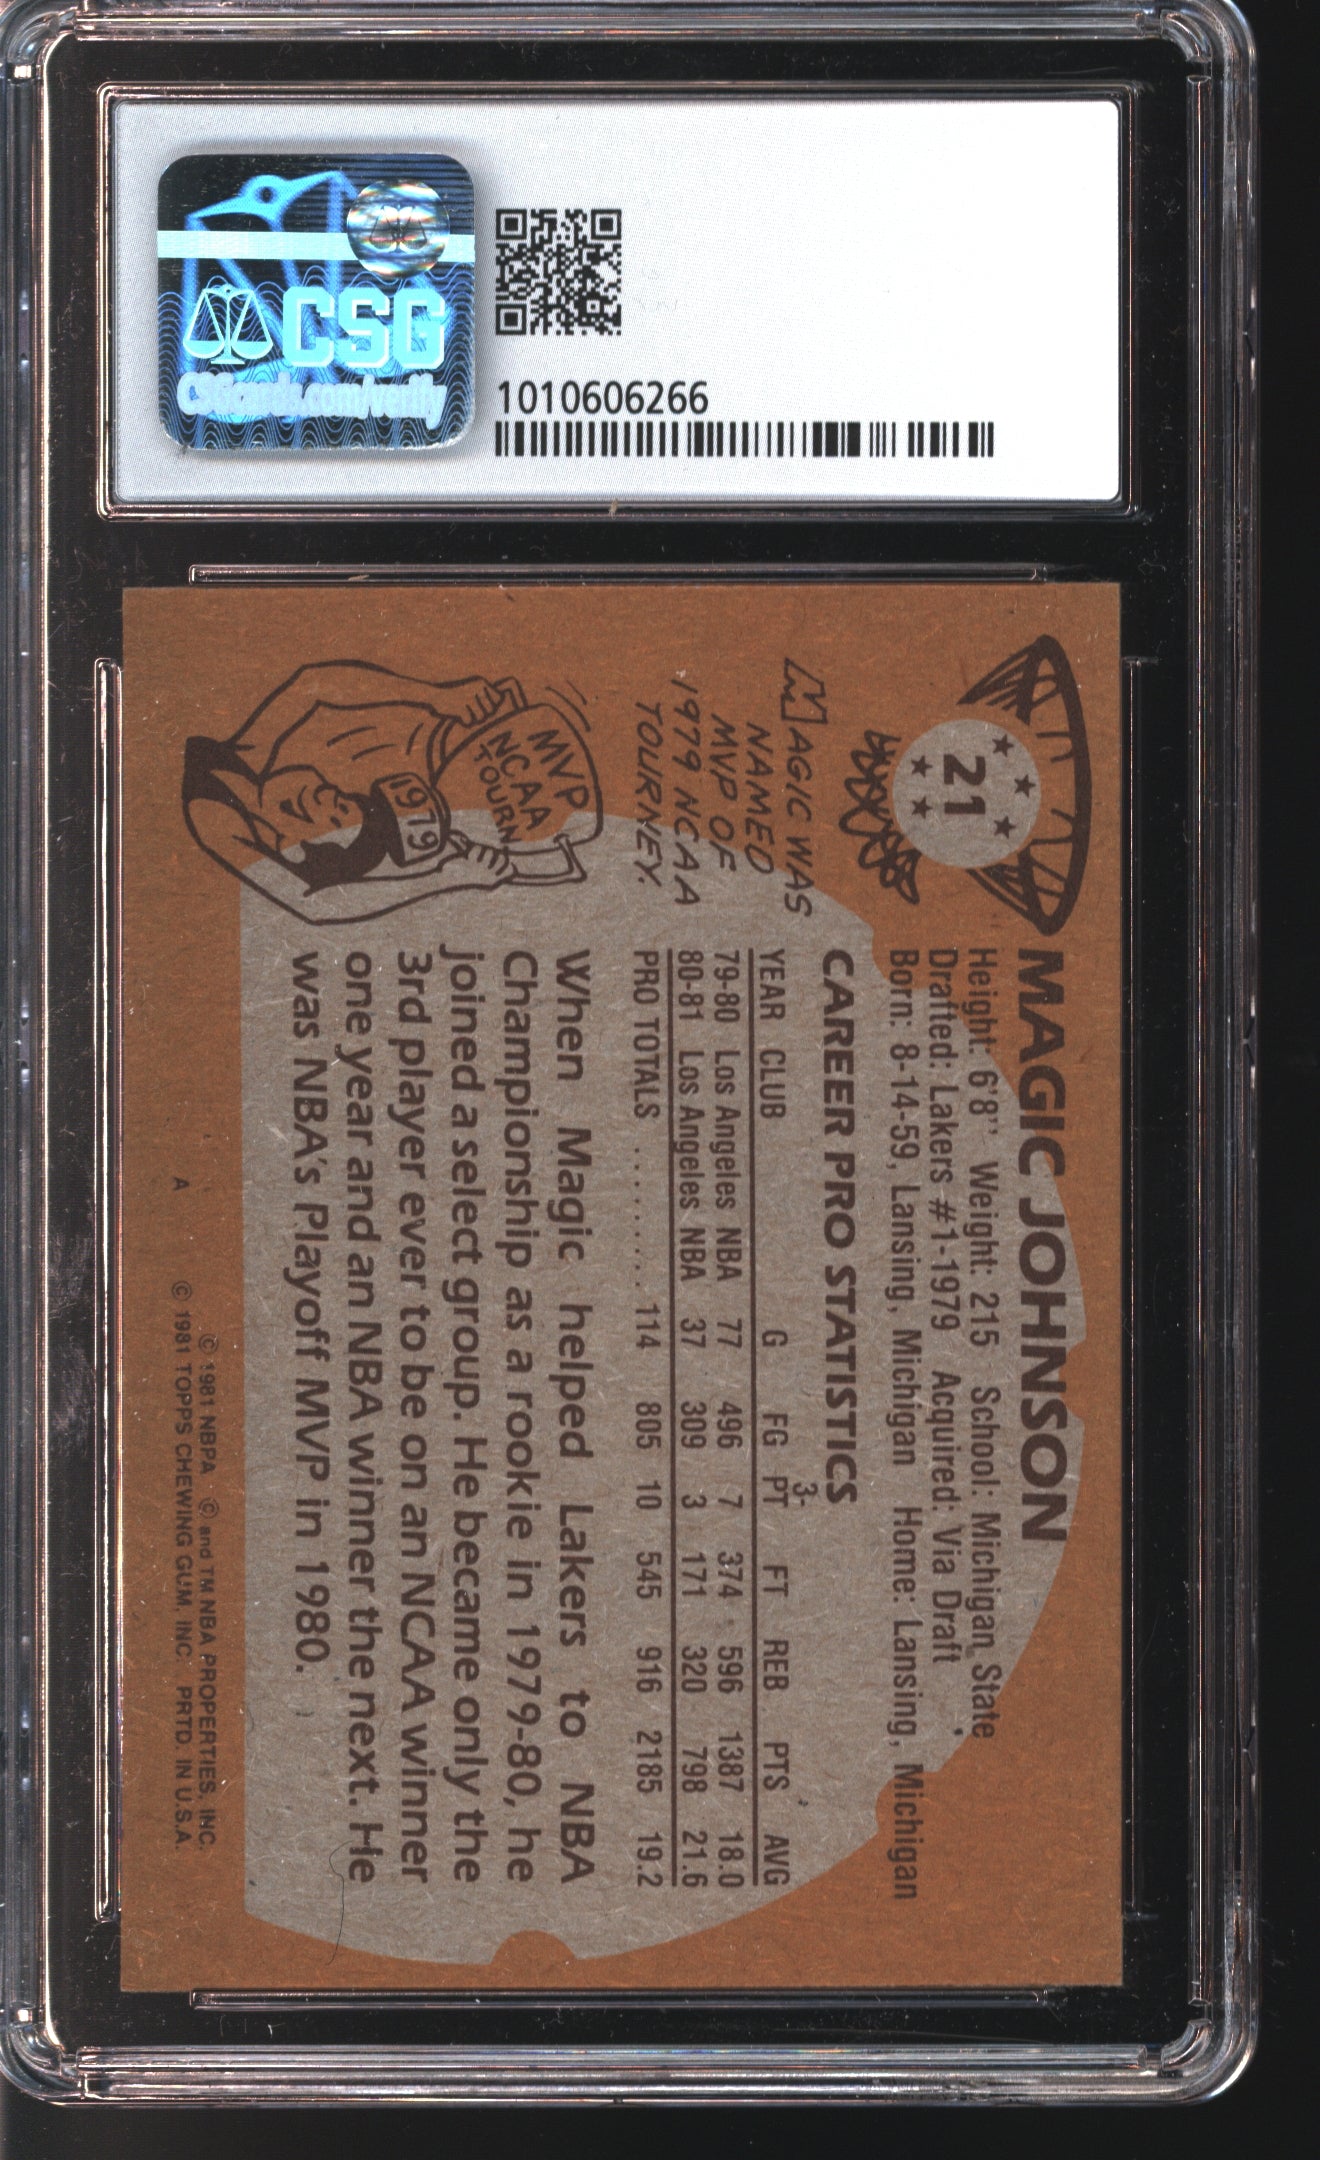 CSG
CSGcards.com/verify
1010606266
21
MAGIC JOHNSON
Height: 6'8" Weight: 215 School: Michigan State
Drafted: Lakers #1-1979 Acquired: Via Draft
Born: 8-14-59, Lansing, Michigan Home: Lansing, Michigan
CAREER PRO STATISTICS
YEAR CLUB G FG 3-PT FT REB PTS AVG
79-80 Los Angeles NBA 77 496 7 374 596 1387 18.0
80-81 Los Angeles NBA 37 309 3 171 320 798 21.6
PRO TOTALS .......... 114 805 10 545 916 2185 19.2
MAGIC WAS
NAMED
MVP OF
1979 NCAA
TOURNEY.
MVP
NCAA
TOURN
1979
When Magic helped Lakers to NBA
Championship as a rookie in 1979-80, he
joined a select group. He became only the
3rd player ever to be on an NCAA winner
one year and an NBA winner the next. He
was NBA's Playoff MVP in 1980.
© 1981 NBPA © and TM NBA PROPERTIES, INC.
A © 1981 TOPPS CHEWING GUM, INC. PRTD. IN U.S.A.